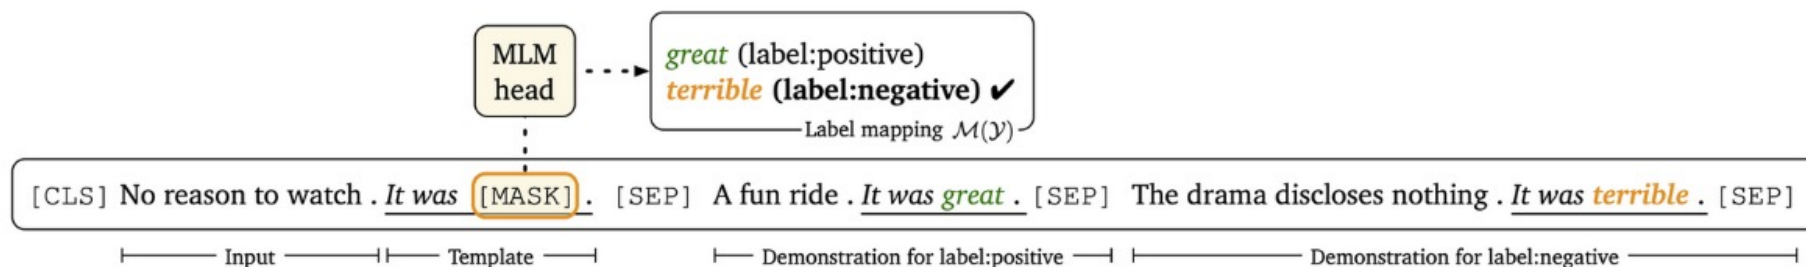 MLM
head
great (label:positive)
terrible (label:negative) ✔
Label mapping M(Y)
[CLS] No reason to watch . It was [MASK] . [SEP] A fun ride . It was great . [SEP] The drama discloses nothing . It was terrible . [SEP]
Input Template Demonstration for label:positive Demonstration for label:negative